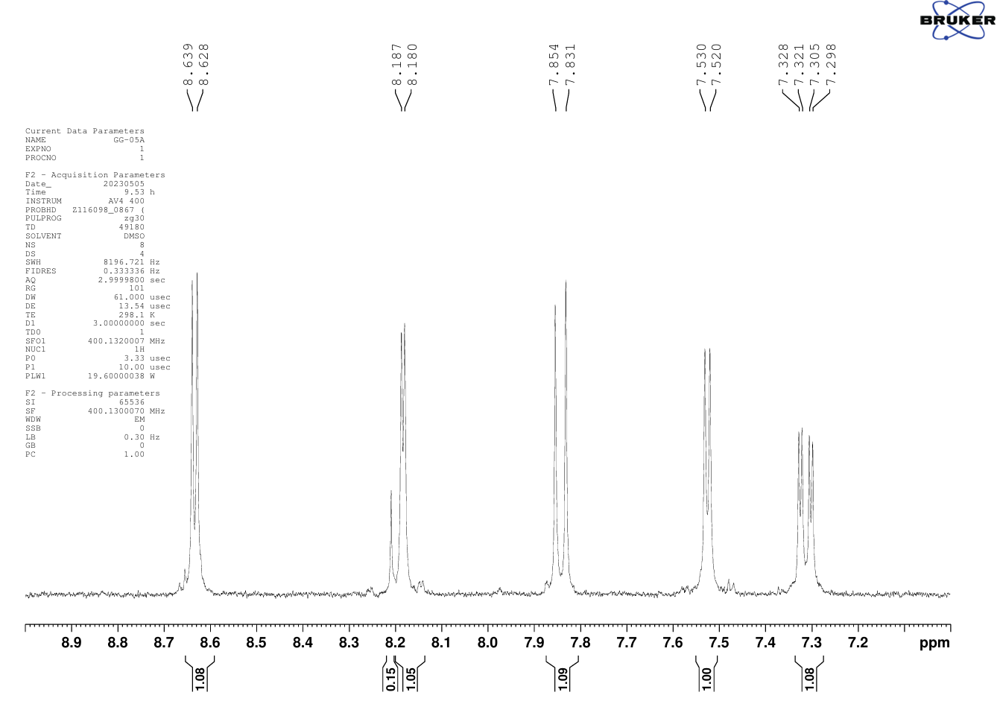 BRUKER
8.639
8.628
8.187
8.180
7.854
7.831
7.530
7.520
7.328
7.321
7.305
7.298
Current Data Parameters
NAME GG-05A
EXPNO 1
PROCNO 1
F2 - Acquisition Parameters
Date_ 20230505
Time 9.53 h
INSTRUM AV4 400
PROBHD Z116098_0867 (
PULPROG zg30
TD 49180
SOLVENT DMSO
NS 8
DS 4
SWH 8196.721 Hz
FIDRES 0.333336 Hz
AQ 2.9999800 sec
RG 101
DW 61.000 usec
DE 13.54 usec
TE 298.1 K
D1 3.00000000 sec
TD0 1
SFO1 400.1320007 MHz
NUC1 1H
P0 3.33 usec
P1 10.00 usec
PLW1 19.60000038 W
F2 - Processing parameters
SI 65536
SF 400.1300070 MHz
WDW EM
SSB 0
LB 0.30 Hz
GB 0
PC 1.00
8.9 8.8 8.7 8.6 8.5 8.4 8.3 8.2 8.1 8.0 7.9 7.8 7.7 7.6 7.5 7.4 7.3 7.2 ppm
1.08
0.15
1.05
1.09
1.00
1.08